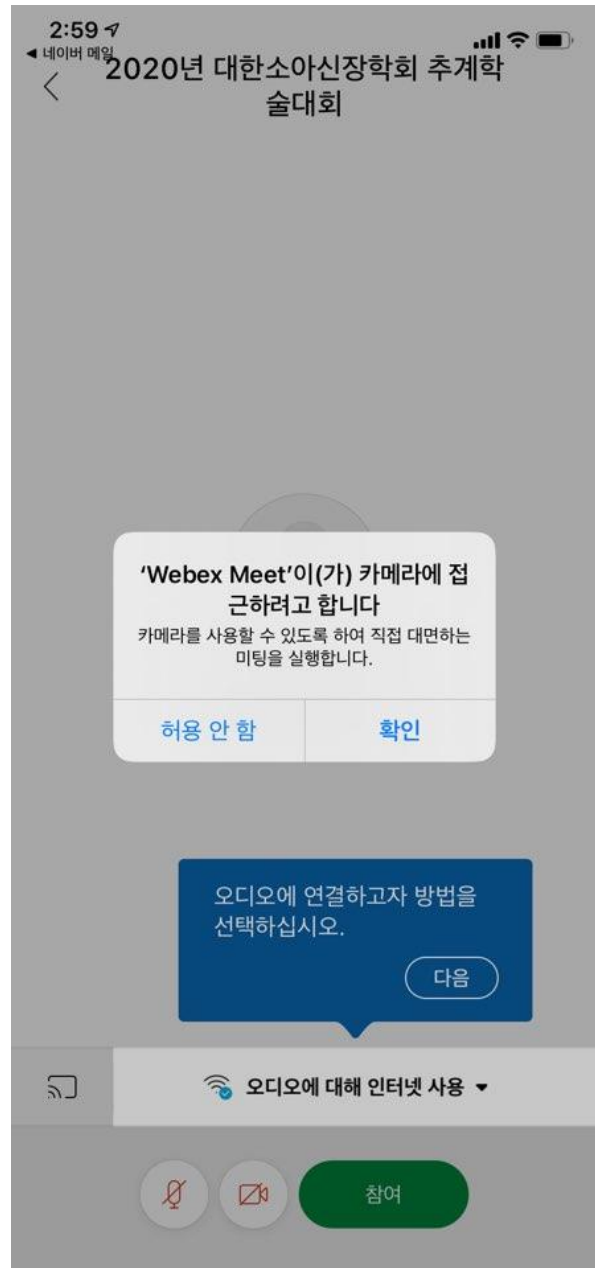 2:59
◀ 네이버 메일
2020년 대한소아신장학회 추계학
술대회
‘Webex Meet’이(가) 카메라에 접
근하려고 합니다
카메라를 사용할 수 있도록 하여 직접 대면하는
미팅을 실행합니다.
허용 안 함
확인
오디오에 연결하고자 방법을
선택하십시오.
다음
오디오에 대해 인터넷 사용
참여